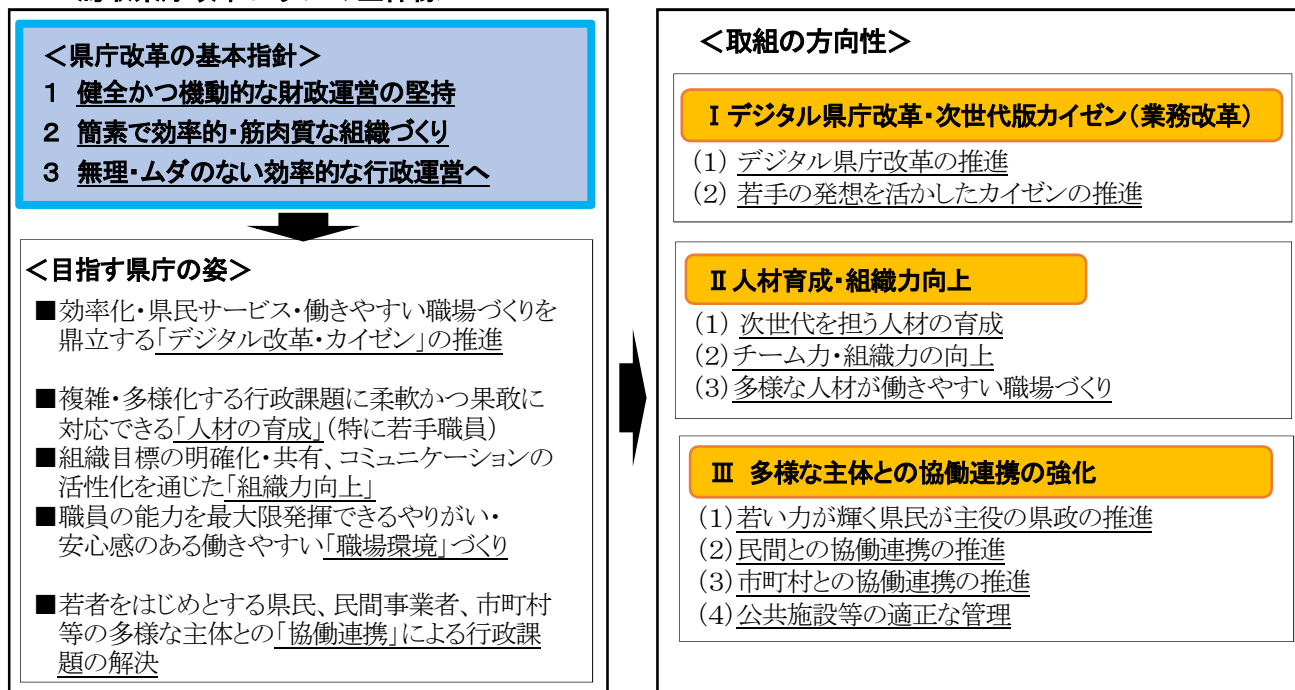 ＜県庁改革の基本指針＞
１ 健全かつ機動的な財政運営の堅持
２ 簡素で効率的・筋肉質な組織づくり
３ 無理・ムダのない効率的な行政運営へ
＜目指す県庁の姿＞
■効率化・県民サービス・働きやすい職場づくりを
鼎立する「デジタル改革・カイゼン」の推進
■複雑・多様化する行政課題に柔軟かつ果敢に
対応できる「人材の育成」（特に若手職員）
■組織目標の明確化・共有、コミュニケーションの
活性化を通じた「組織力向上」
■職員の能力を最大限発揮できるやりがい・
安心感のある働きやすい「職場環境」づくり
■若者をはじめとする県民、民間事業者、市町村
等の多様な主体との「協働連携」による行政課
題の解決
＜取組の方向性＞
Ⅰ デジタル県庁改革・次世代版カイゼン（業務改革）
（1） デジタル県庁改革の推進
（2） 若手の発想を活かしたカイゼンの推進
Ⅱ 人材育成・組織力向上
（1） 次世代を担う人材の育成
（2）チーム力・組織力の向上
（3）多様な人材が働きやすい職場づくり
Ⅲ 多様な主体との協働連携の強化
（1）若い力が輝く県民が主役の県政の推進
（2）民間との協働連携の推進
（3）市町村との協働連携の推進
（4）公共施設等の適正な管理